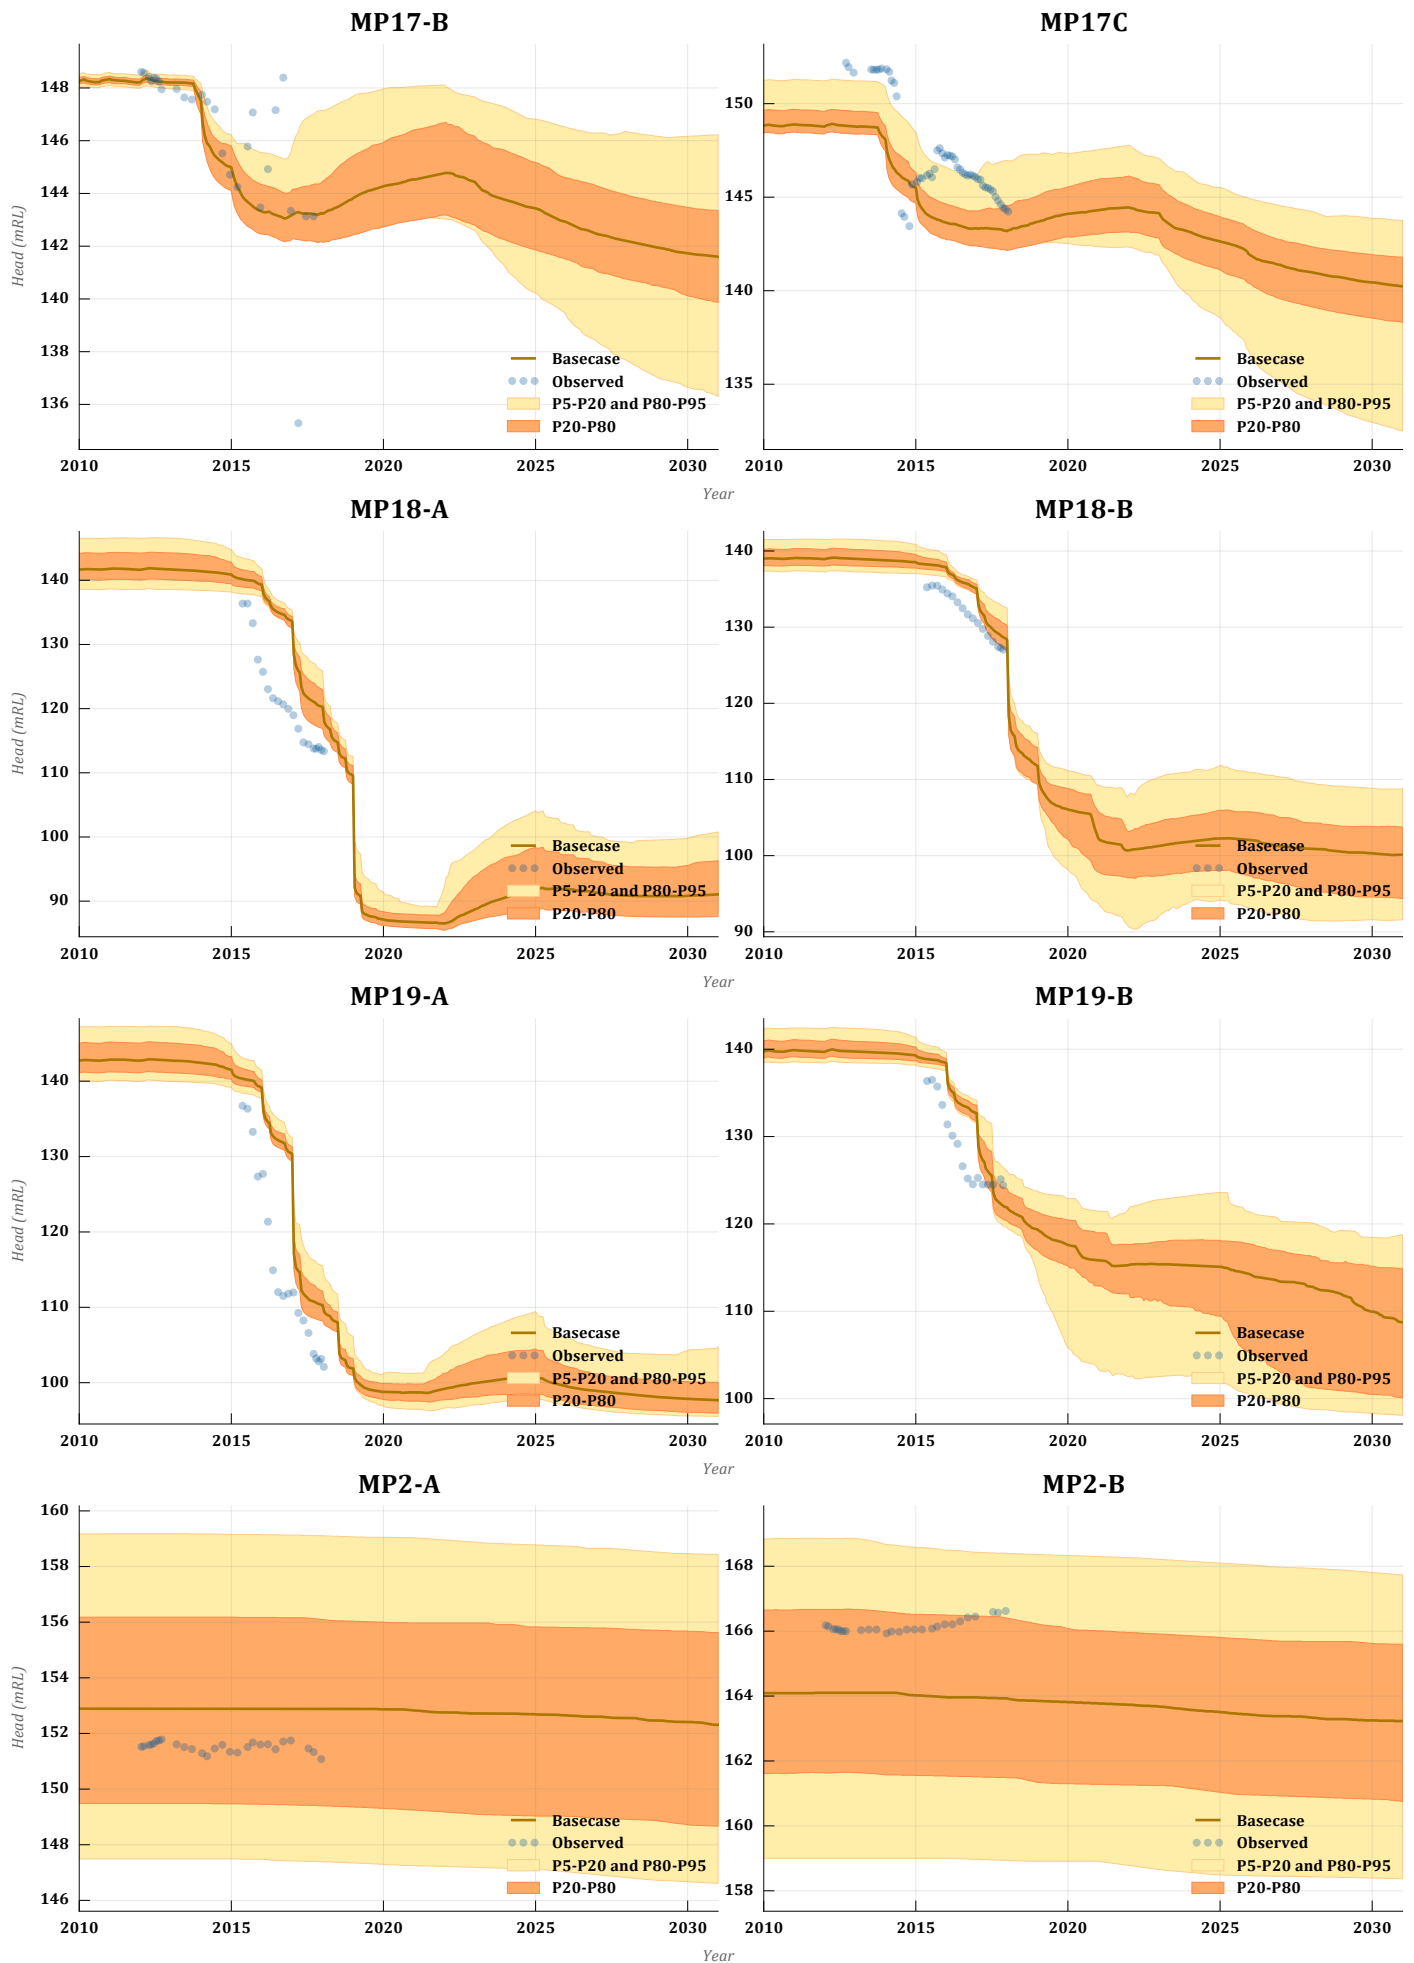 MP17-B
MP17C
148
146
144
142
140
138
136
Head (mRL)
Basecase
Observed
P5-P20 and P80-P95
P20-P80
2010 2015 2020 2025 2030
150
145
140
135
Basecase
Observed
P5-P20 and P80-P95
P20-P80
2010 2015 2020 2025 2030
Year
MP18-A
MP18-B
140
130
120
110
100
90
Head (mRL)
Basecase
Observed
P5-P20 and P80-P95
P20-P80
2010 2015 2020 2025 2030
140
130
120
110
100
90
Basecase
Observed
P5-P20 and P80-P95
P20-P80
2010 2015 2020 2025 2030
Year
MP19-A
MP19-B
140
130
120
110
100
Head (mRL)
Basecase
Observed
P5-P20 and P80-P95
P20-P80
2010 2015 2020 2025 2030
140
130
120
110
100
Basecase
Observed
P5-P20 and P80-P95
P20-P80
2010 2015 2020 2025 2030
Year
MP2-A
MP2-B
160
158
156
154
152
150
148
146
Head (mRL)
Basecase
Observed
P5-P20 and P80-P95
P20-P80
2010 2015 2020 2025 2030
168
166
164
162
160
158
Basecase
Observed
P5-P20 and P80-P95
P20-P80
2010 2015 2020 2025 2030
Year